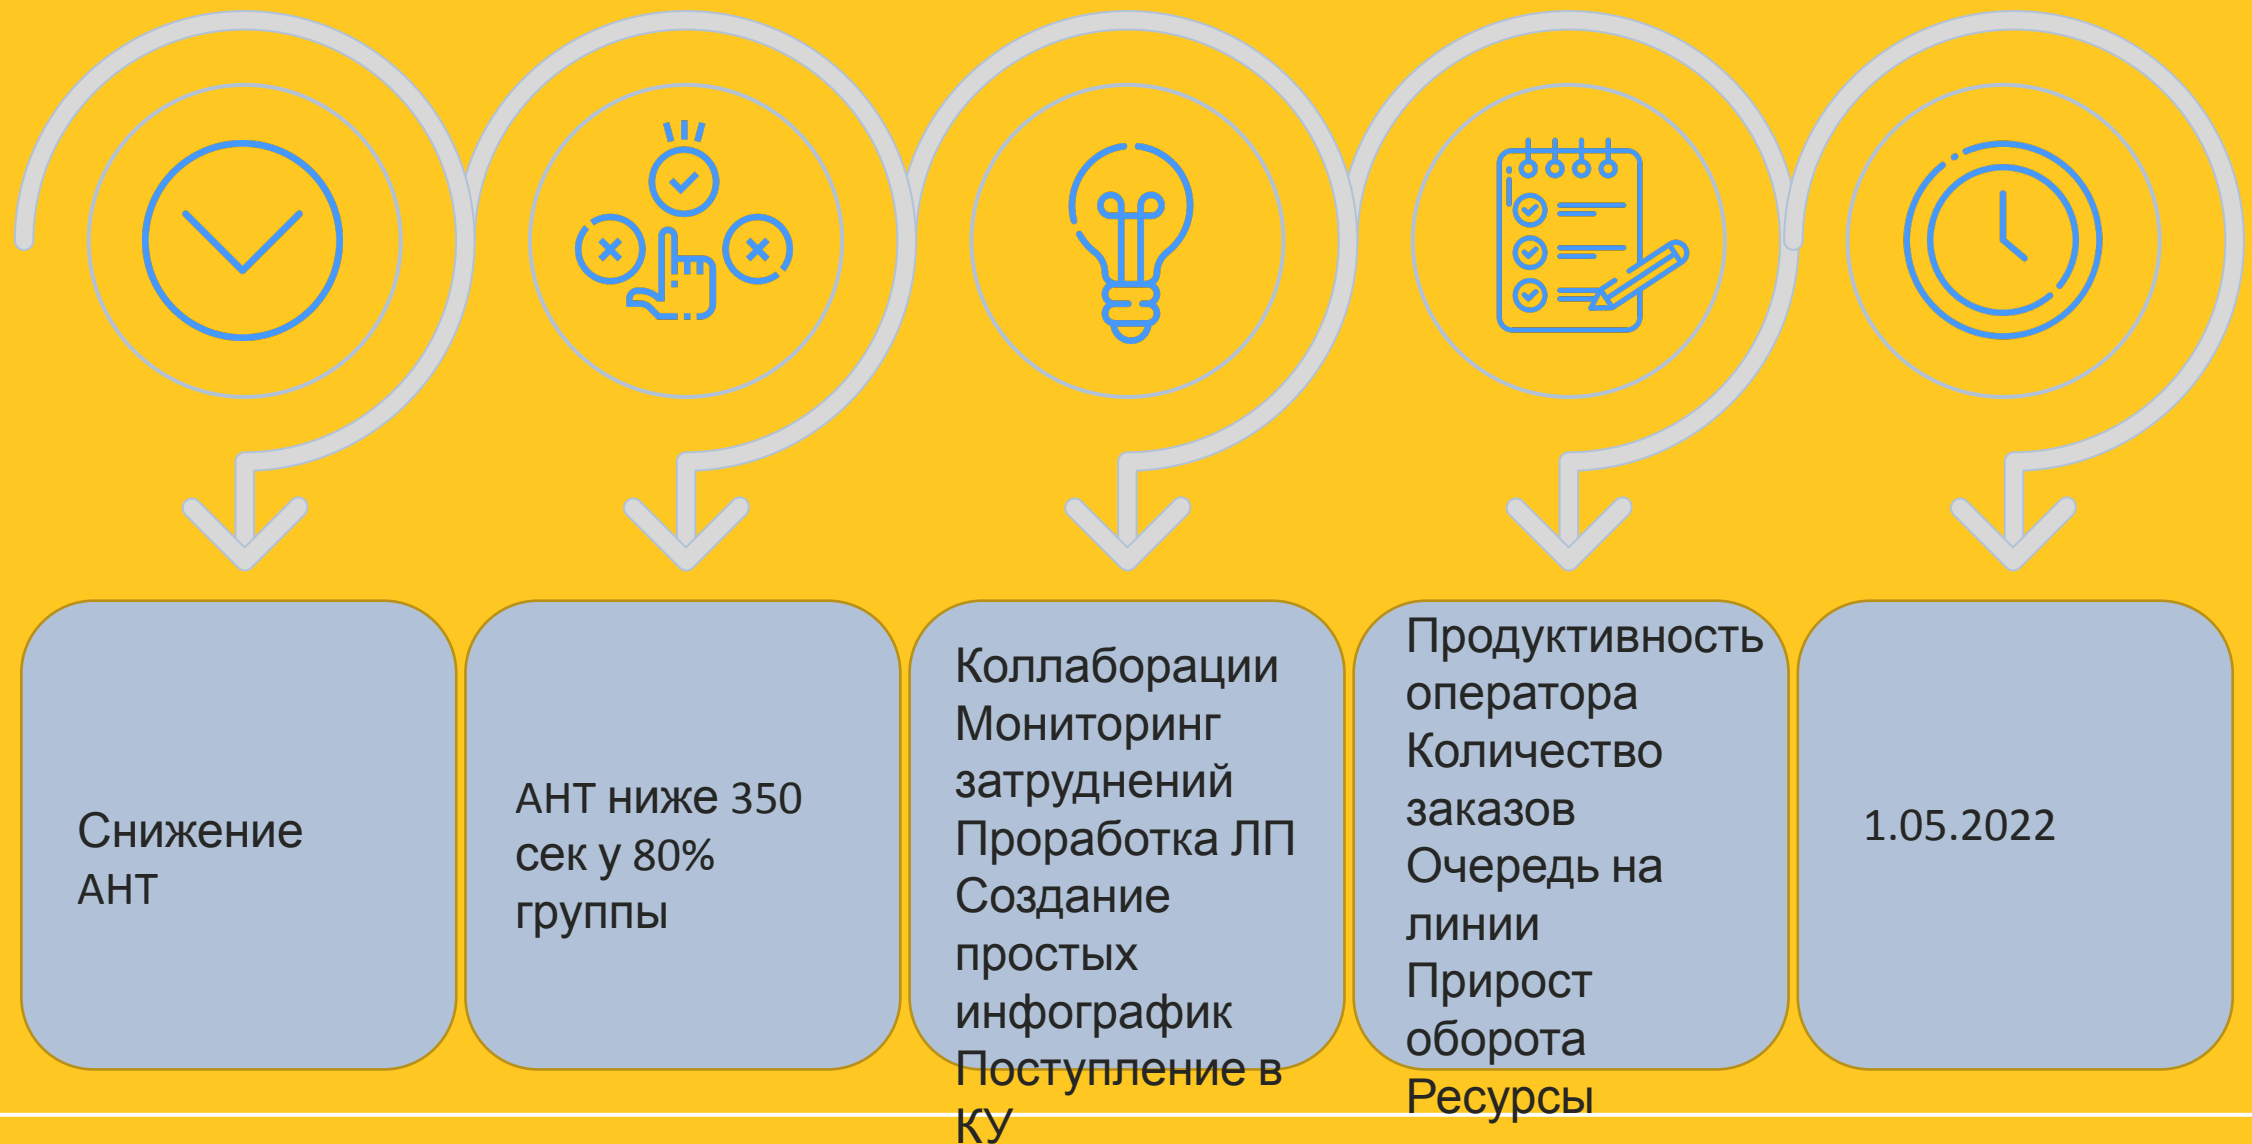 Снижение
АНТ
АНТ ниже 350
сек у 80%
группы
Коллаборации
Мониторинг
затруднений
Проработка ЛП
Создание
простых
инфографик
Поступление в
КУ
Продуктивность
оператора
Количество
заказов
Очередь на
линии
Прирост
оборота
Ресурсы
1.05.2022